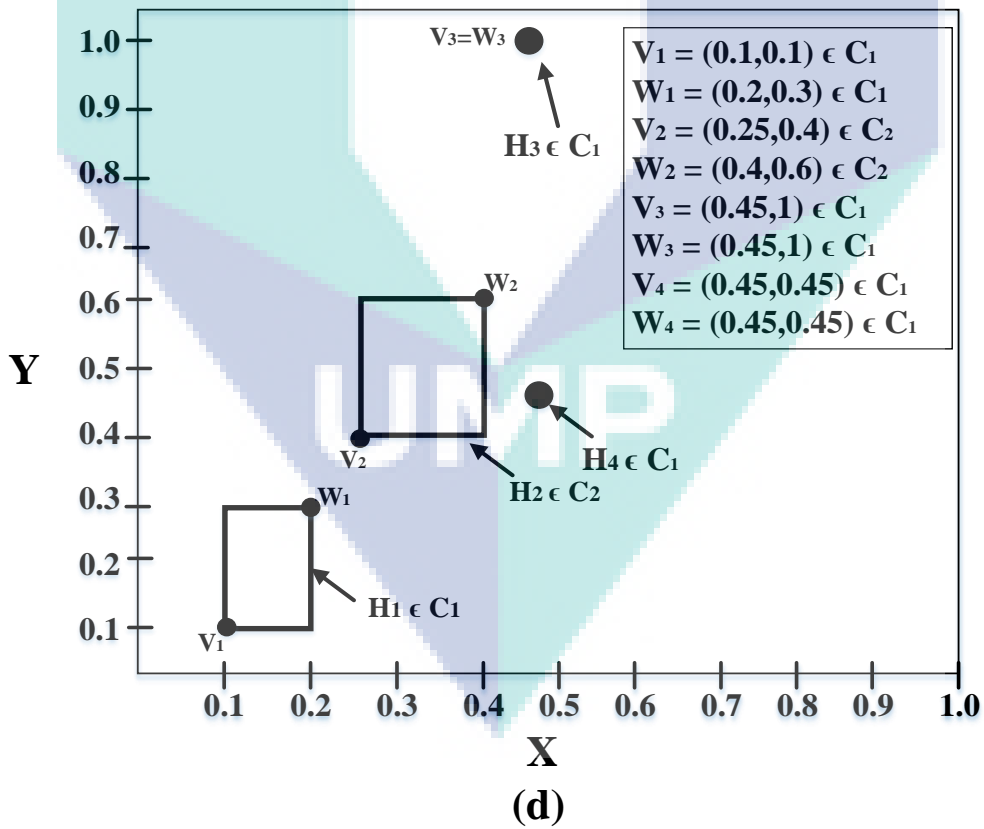 1.0
0.9
0.8
0.7
0.6
0.5
0.4
0.3
0.2
0.1
Y
V₃=W₃
H₃ ϵ C₁
V₁ = (0.1,0.1) ϵ C₁
W₁ = (0.2,0.3) ϵ C₁
V₂ = (0.25,0.4) ϵ C₂
W₂ = (0.4,0.6) ϵ C₂
V₃ = (0.45,1) ϵ C₁
W₃ = (0.45,1) ϵ C₁
V₄ = (0.45,0.45) ϵ C₁
W₄ = (0.45,0.45) ϵ C₁
W₂
UMP
V₂
H₄ ϵ C₁
H₂ ϵ C₂
W₁
H₁ ϵ C₁
V₁
0.1 0.2 0.3 0.4 0.5 0.6 0.7 0.8 0.9 1.0
X
(d)